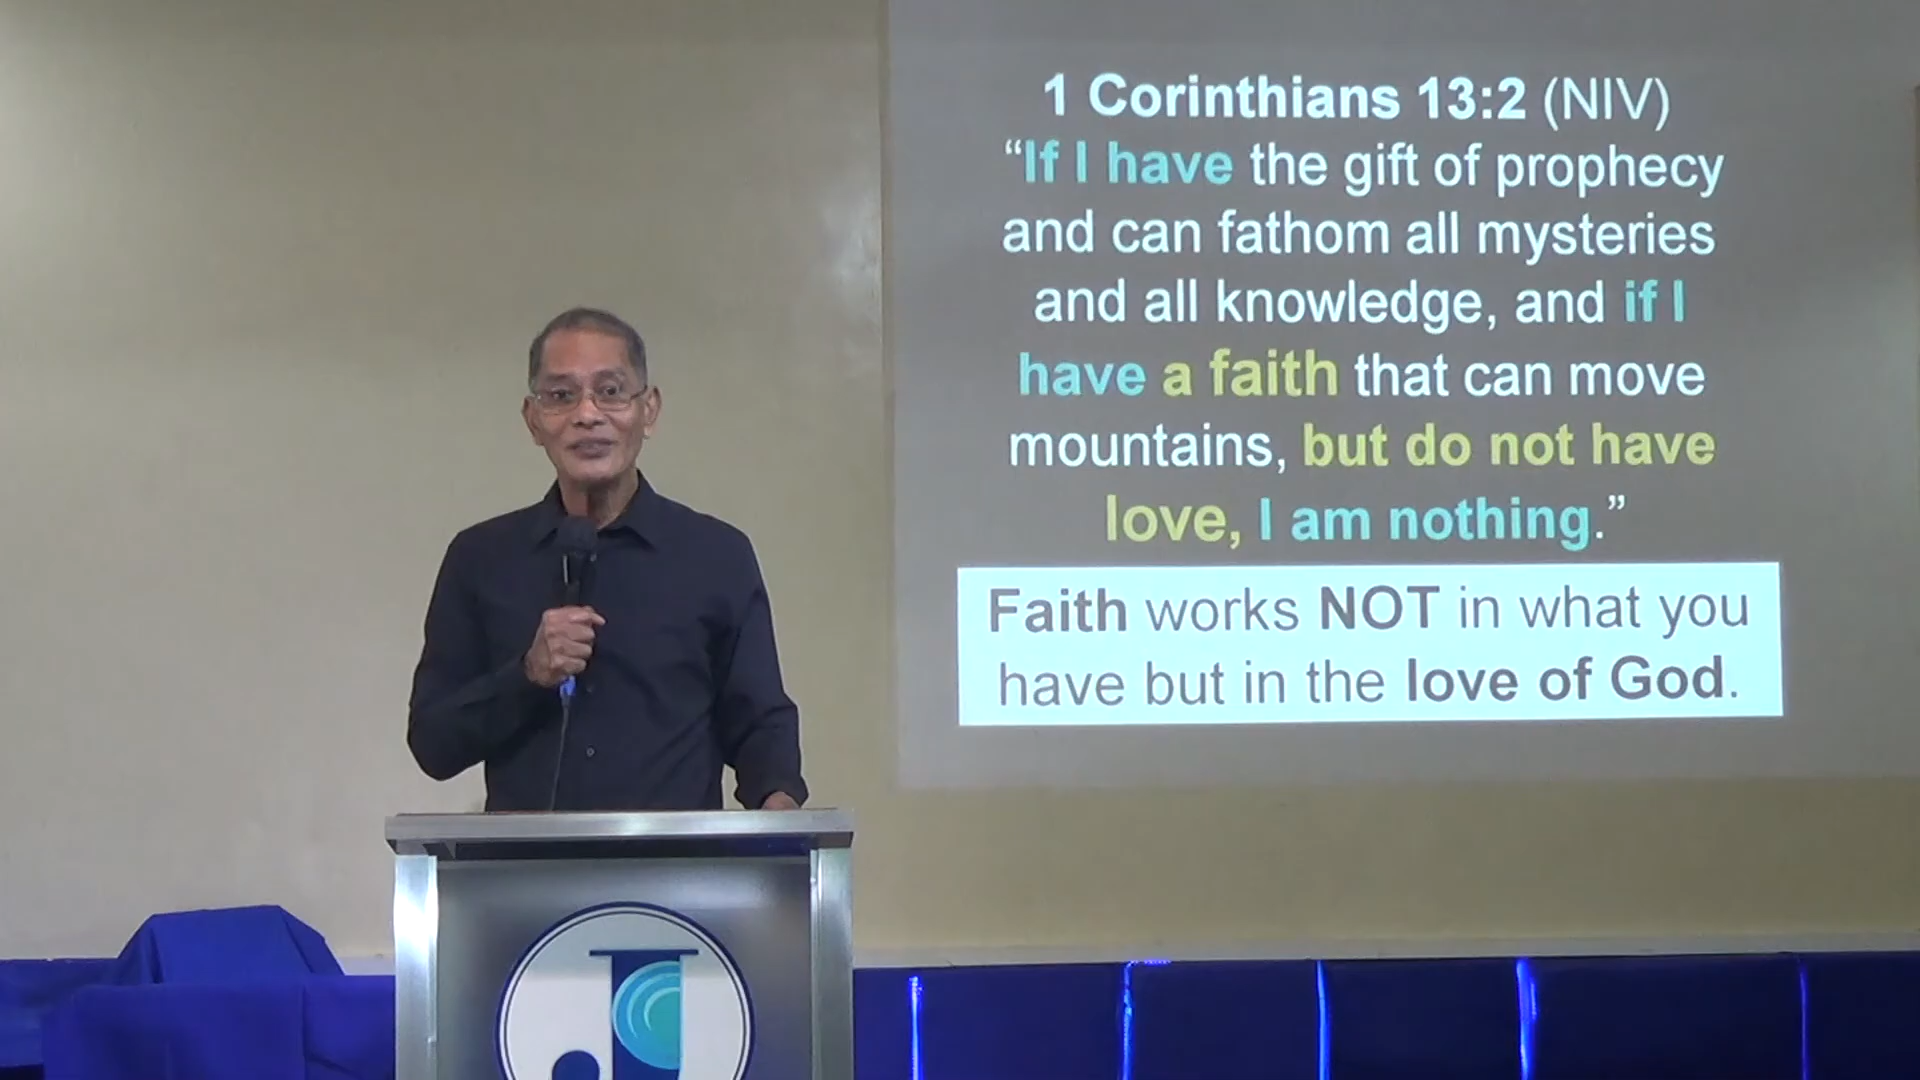 1 Corinthians 13:2 (NIV)
“If I have the gift of prophecy
and can fathom all mysteries
and all knowledge, and if I
have a faith that can move
mountains, but do not have
love, I am nothing.”
Faith works NOT in what you
have but in the love of God.